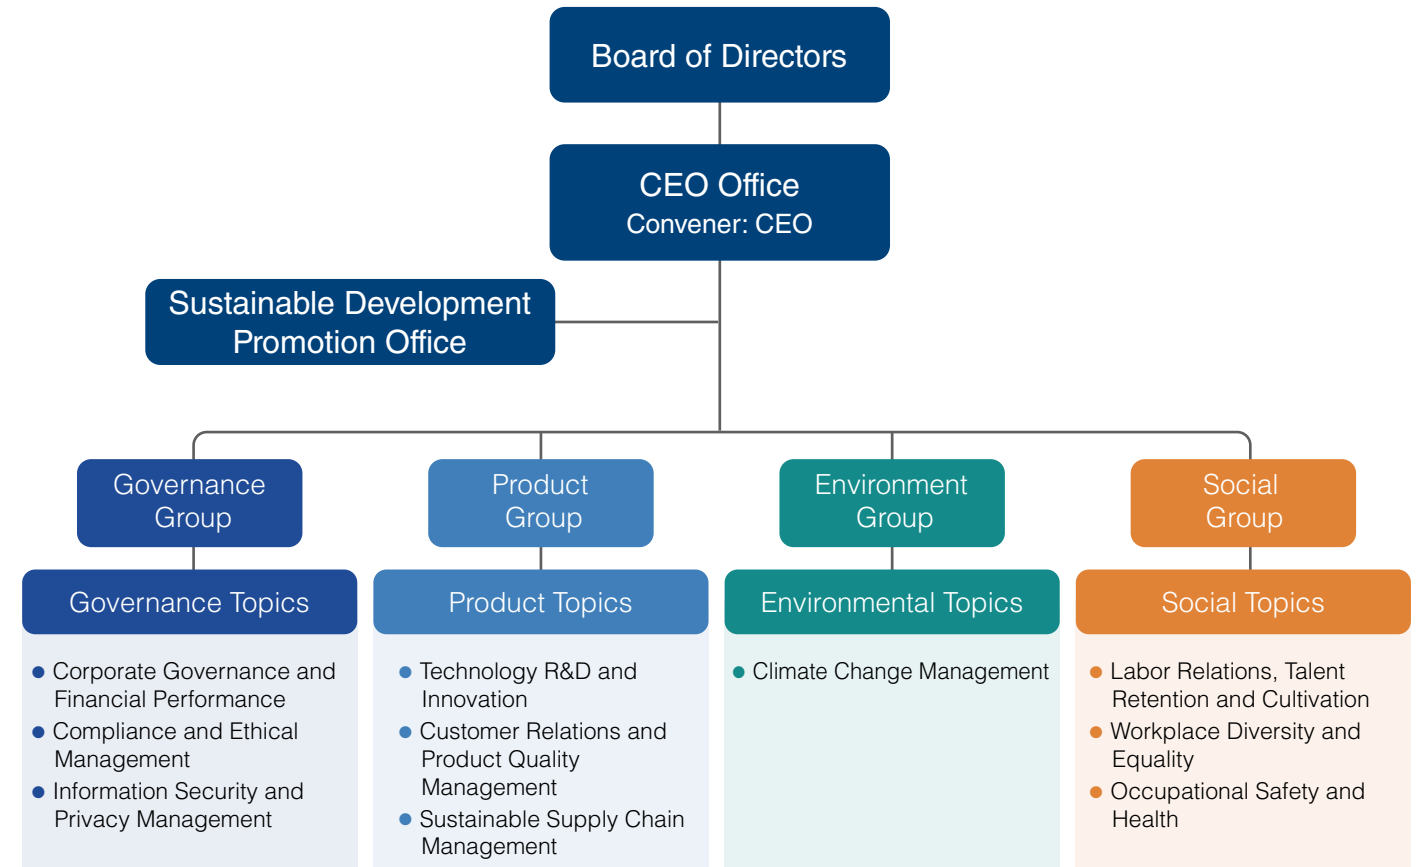 Board of Directors
CEO Office
Convener: CEO
Sustainable Development
Promotion Office
Governance
Group
Product
Group
Environment
Group
Social
Group
Governance Topics
● Corporate Governance and
Financial Performance
● Compliance and Ethical
Management
● Information Security and
Privacy Management
Product Topics
● Technology R&D and
Innovation
● Customer Relations and
Product Quality
Management
● Sustainable Supply Chain
Management
Environmental Topics
● Climate Change Management
Social Topics
● Labor Relations, Talent
Retention and Cultivation
● Workplace Diversity and
Equality
● Occupational Safety and
Health